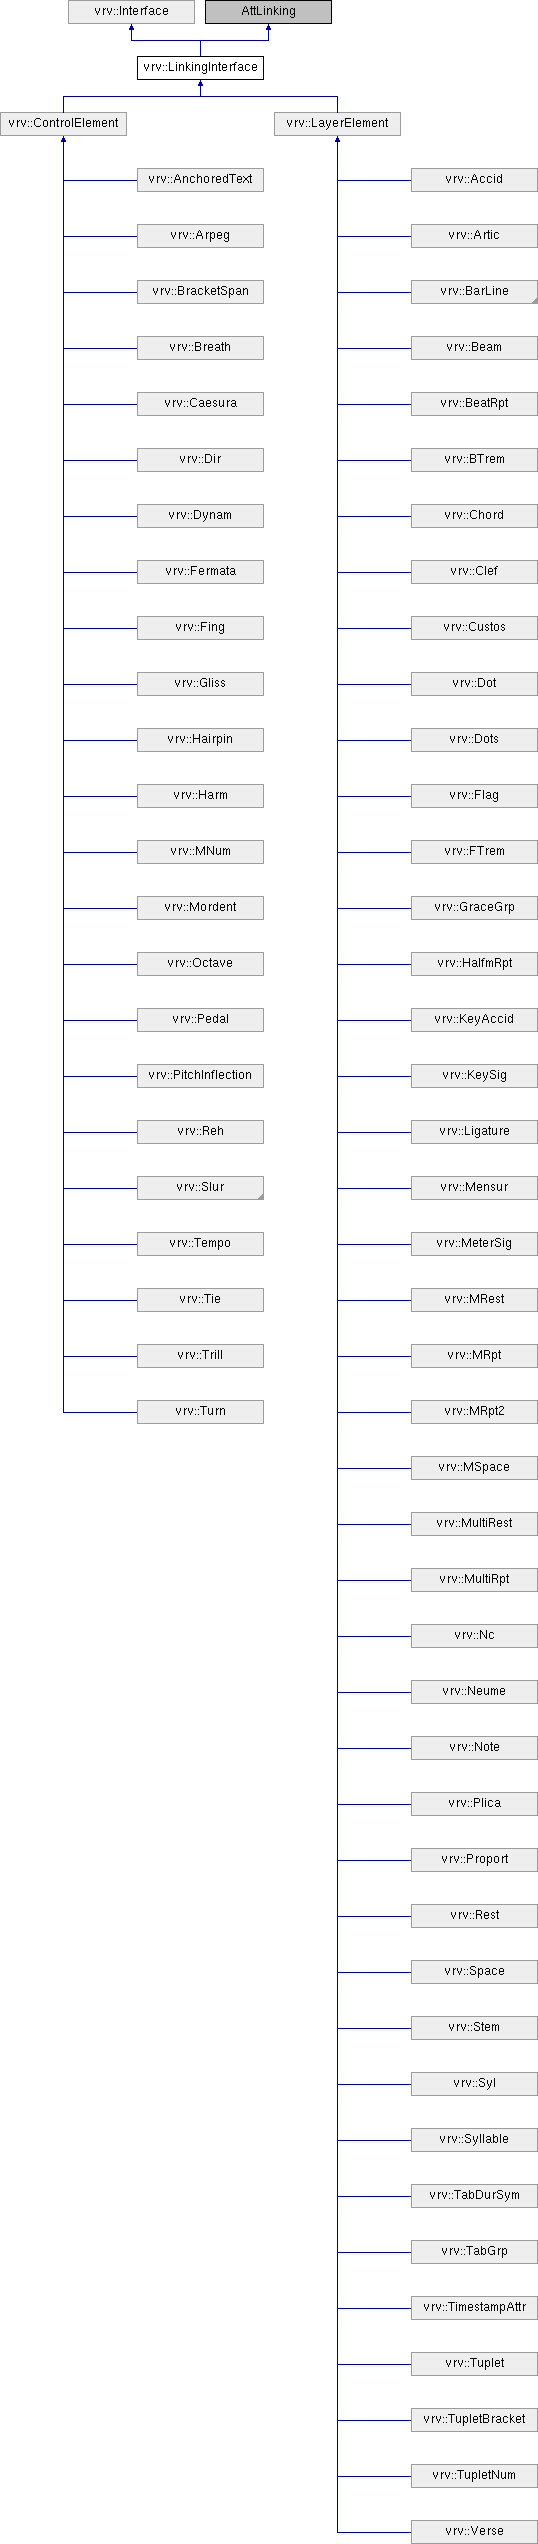 vrv::Interface
AttLinking
vrv::LinkingInterface
vrv::ControlElement
vrv::LayerElement
vrv::AnchoredText
vrv::Accid
vrv::Arpeg
vrv::Artic
vrv::BracketSpan
vrv::BarLine
vrv::Breath
vrv::Beam
vrv::Caesura
vrv::BeatRpt
vrv::Dir
vrv::BTrem
vrv::Dynam
vrv::Chord
vrv::Fermata
vrv::Clef
vrv::Fing
vrv::Custos
vrv::Gliss
vrv::Dot
vrv::Hairpin
vrv::Dots
vrv::Harm
vrv::Flag
vrv::MNum
vrv::FTrem
vrv::Mordent
vrv::GraceGrp
vrv::Octave
vrv::HalfmRpt
vrv::Pedal
vrv::KeyAccid
vrv::PitchInflection
vrv::KeySig
vrv::Reh
vrv::Ligature
vrv::Slur
vrv::Mensur
vrv::Tempo
vrv::MeterSig
vrv::Tie
vrv::MRest
vrv::Trill
vrv::MRpt
vrv::Turn
vrv::MRpt2
vrv::MSpace
vrv::MultiRest
vrv::MultiRpt
vrv::Nc
vrv::Neume
vrv::Note
vrv::Plica
vrv::Proport
vrv::Rest
vrv::Space
vrv::Stem
vrv::Syl
vrv::Syllable
vrv::TabDurSym
vrv::TabGrp
vrv::TimestampAttr
vrv::Tuplet
vrv::TupletBracket
vrv::TupletNum
vrv::Verse